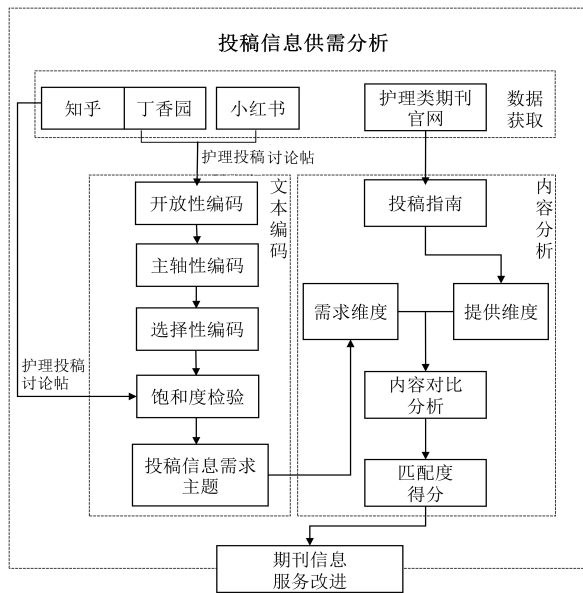 投稿信息供需分析
知乎
丁香园
小红书
护理类期刊
官网
数据
获取
护理投稿讨论帖
文本编码
内容分析
开放性编码
投稿指南
主轴性编码
需求维度
提供维度
选择性编码
护理投稿
讨论帖
饱和度检验
内容对比
分析
投稿信息需求
主题
匹配度
得分
期刊信息
服务改进